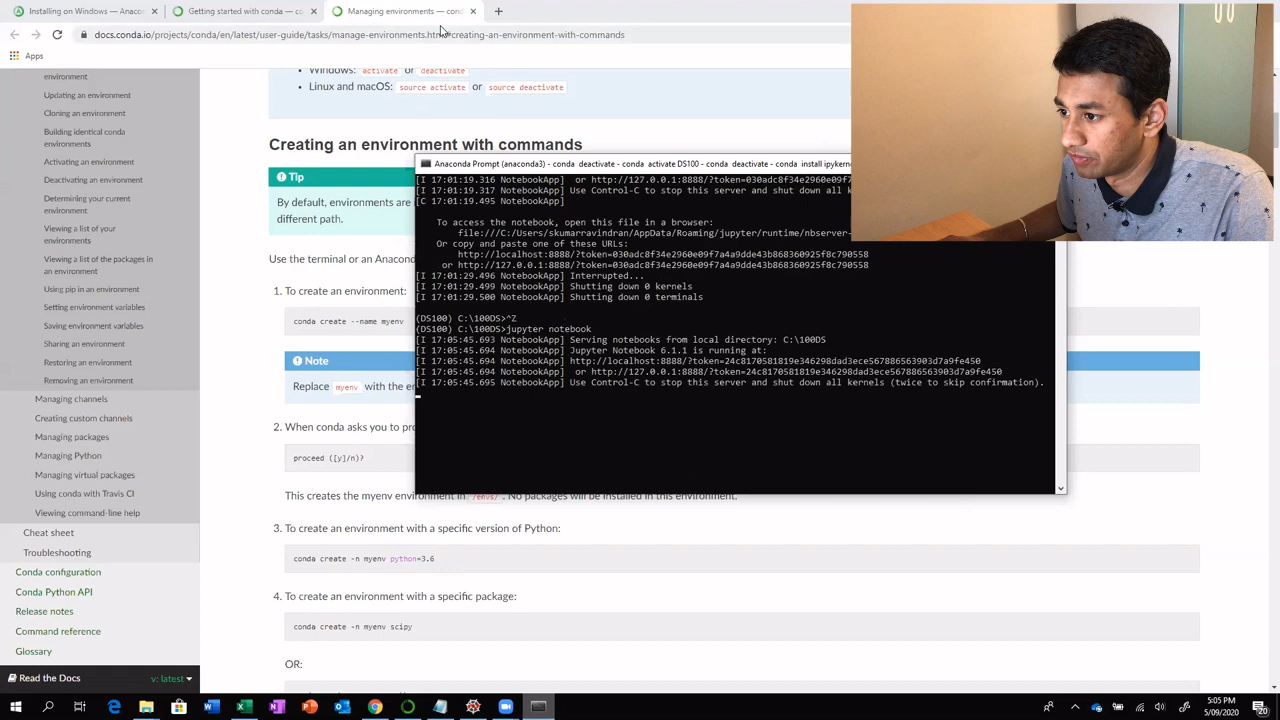 Installing on Windows — Anaco
Getting started with conda — co
Managing environments — cond
docs.conda.io/projects/conda/en/latest/user-guide/tasks/manage-environments.htm creating-an-environment-with-commands
Apps
environment
Updating an environment
Cloning an environment
Building identical conda
environments
Activating an environment
Deactivating an environment
Determining your current
environment
Viewing a list of your
environments
Viewing a list of the packages in
an environment
Using pip in an environment
Setting environment variables
Saving environment variables
Sharing an environment
Restoring an environment
Removing an environment
Managing channels
Creating custom channels
Managing packages
Managing Python
Managing virtual packages
Using conda with Travis CI
Viewing command-line help
Cheat sheet
Troubleshooting
Conda configuration
Conda Python API
Release notes
Command reference
Glossary
Read the Docs
v: latest
Windows: activate or deactivate
Linux and macOS: source activate or source deactivate
Creating an environment with commands
Tip
By default, environments are
different path.
Use the terminal or an Anacon
1. To create an environment:
conda create --name myenv
Note
Replace myenv with the en
2. When conda asks you to pro
proceed ([y]/n)?
This creates the myenv environment in /envs/ . No packages will be installed in this environment.
3. To create an environment with a specific version of Python:
conda create -n myenv python=3.6
4. To create an environment with a specific package:
conda create -n myenv scipy
OR:
Anaconda Prompt (anaconda3) - conda deactivate - conda activate DS100 - conda deactivate - conda install ipykerne
[I 17:01:19.316 NotebookApp] or http://127.0.0.1:8888/?token=030adc8f34e2960f7
[I 17:01:19.317 NotebookApp] Use Control-C to stop this server and shut down all k
[C 17:01:19.495 NotebookApp]
To access the notebook, open this file in a browser:
file:///C:/Users/skumarravindran/AppData/Roaming/jupyter/runtime/nbserver-
Or copy and paste one of these URLs:
http://localhost:8888/?token=030adc8f34e2960f7a4a9dde43b868360925f8c790558
or http://127.0.0.1:8888/?token=030adc8f34e2960f7a4a9dde43b868360925f8c790558
[I 17:01:29.496 NotebookApp] Interrupted...
[I 17:01:29.499 NotebookApp] Shutting down 0 kernels
[I 17:01:29.500 NotebookApp] Shutting down 0 terminals
(DS100) C:\100DS>^Z
(DS100) C:\100DS>jupyter notebook
[I 17:05:45.693 NotebookApp] Serving notebooks from local directory: C:\100DS
[I 17:05:45.694 NotebookApp] Jupyter Notebook 6.1.1 is running at:
[I 17:05:45.694 NotebookApp] http://localhost:8888/?token=24c8170581819e346298dad3ece567886563903d7a9fe450
[I 17:05:45.694 NotebookApp] or http://127.0.0.1:8888/?token=24c8170581819e346298dad3ece567886563903d7a9fe450
[I 17:05:45.695 NotebookApp] Use Control-C to stop this server and shut down all kernels (twice to skip confirmation).
5:05 PM
5/09/2020
20